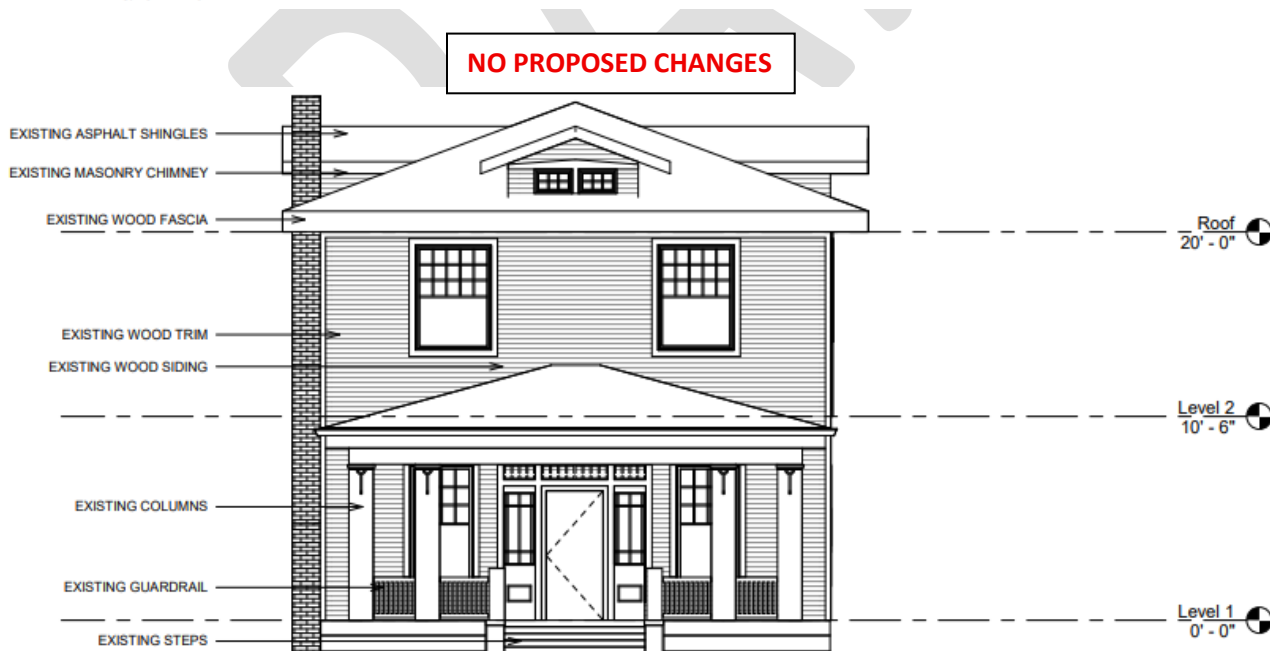 NO PROPOSED CHANGES
EXISTING ASPHALT SHINGLES
EXISTING MASONRY CHIMNEY
EXISTING WOOD FASCIA
Roof
20' - 0"
EXISTING WOOD TRIM
EXISTING WOOD SIDING
Level 2
10' - 6"
EXISTING COLUMNS
EXISTING GUARDRAIL
Level 1
0' - 0"
EXISTING STEPS